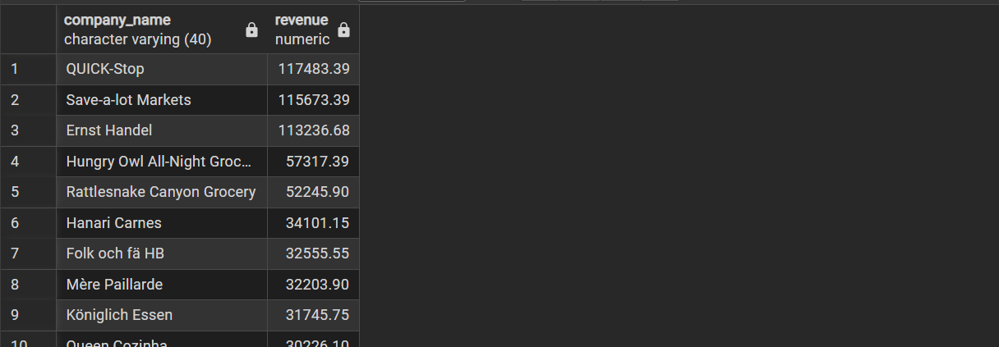 company_name revenue
character varying (40) numeric
1 QUICK-Stop 117483.39
2 Save-a-lot Markets 115673.39
3 Ernst Handel 113236.68
4 Hungry Owl All-Night Groc... 57317.39
5 Rattlesnake Canyon Grocery 52245.90
6 Hanari Carnes 34101.15
7 Folk och fä HB 32555.55
8 Mère Paillarde 32203.90
9 Königlich Essen 31745.75
10 Queen Cozinha 30226.10